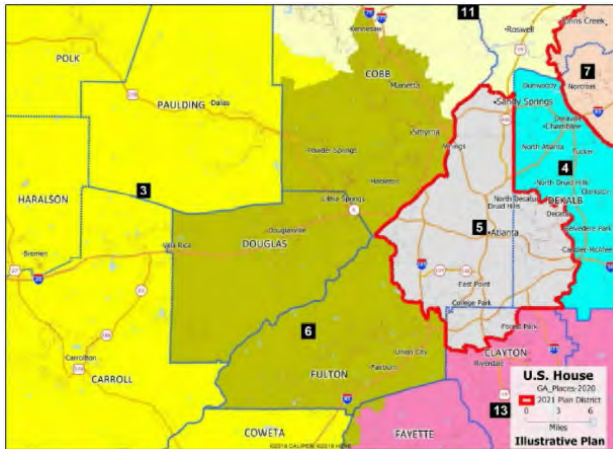 11
Kennesaw
Roswell
Johns Creek
7
POLK
COBB
Marietta
Dunwoody
Norcross
PAULDING
Dallas
Sandy Springs
Doraville
Chamblee
Smyrna
Vinings
North Atlanta
Tucker
4
Powder Springs
North Druid Hills
Clarkston
HARALSON
3
Mableton
North Decatur
DEKALB
Lithia Springs
Druid Hills
Decatur
5
Belvedere Park
Bremen
Villa Rica
DOUGLAS
Douglasville
Atlanta
Candler-McAfee
East Point
College Park
6
Forest Park
Carrollton
Union City
CLAYTON
Riverdale
CARROLL
FULTON
Fairburn
13
COWETA
FAYETTE
U.S. House
GA_Places-2020
2021 Plan District
0 3 6
Miles
Illustrative Plan